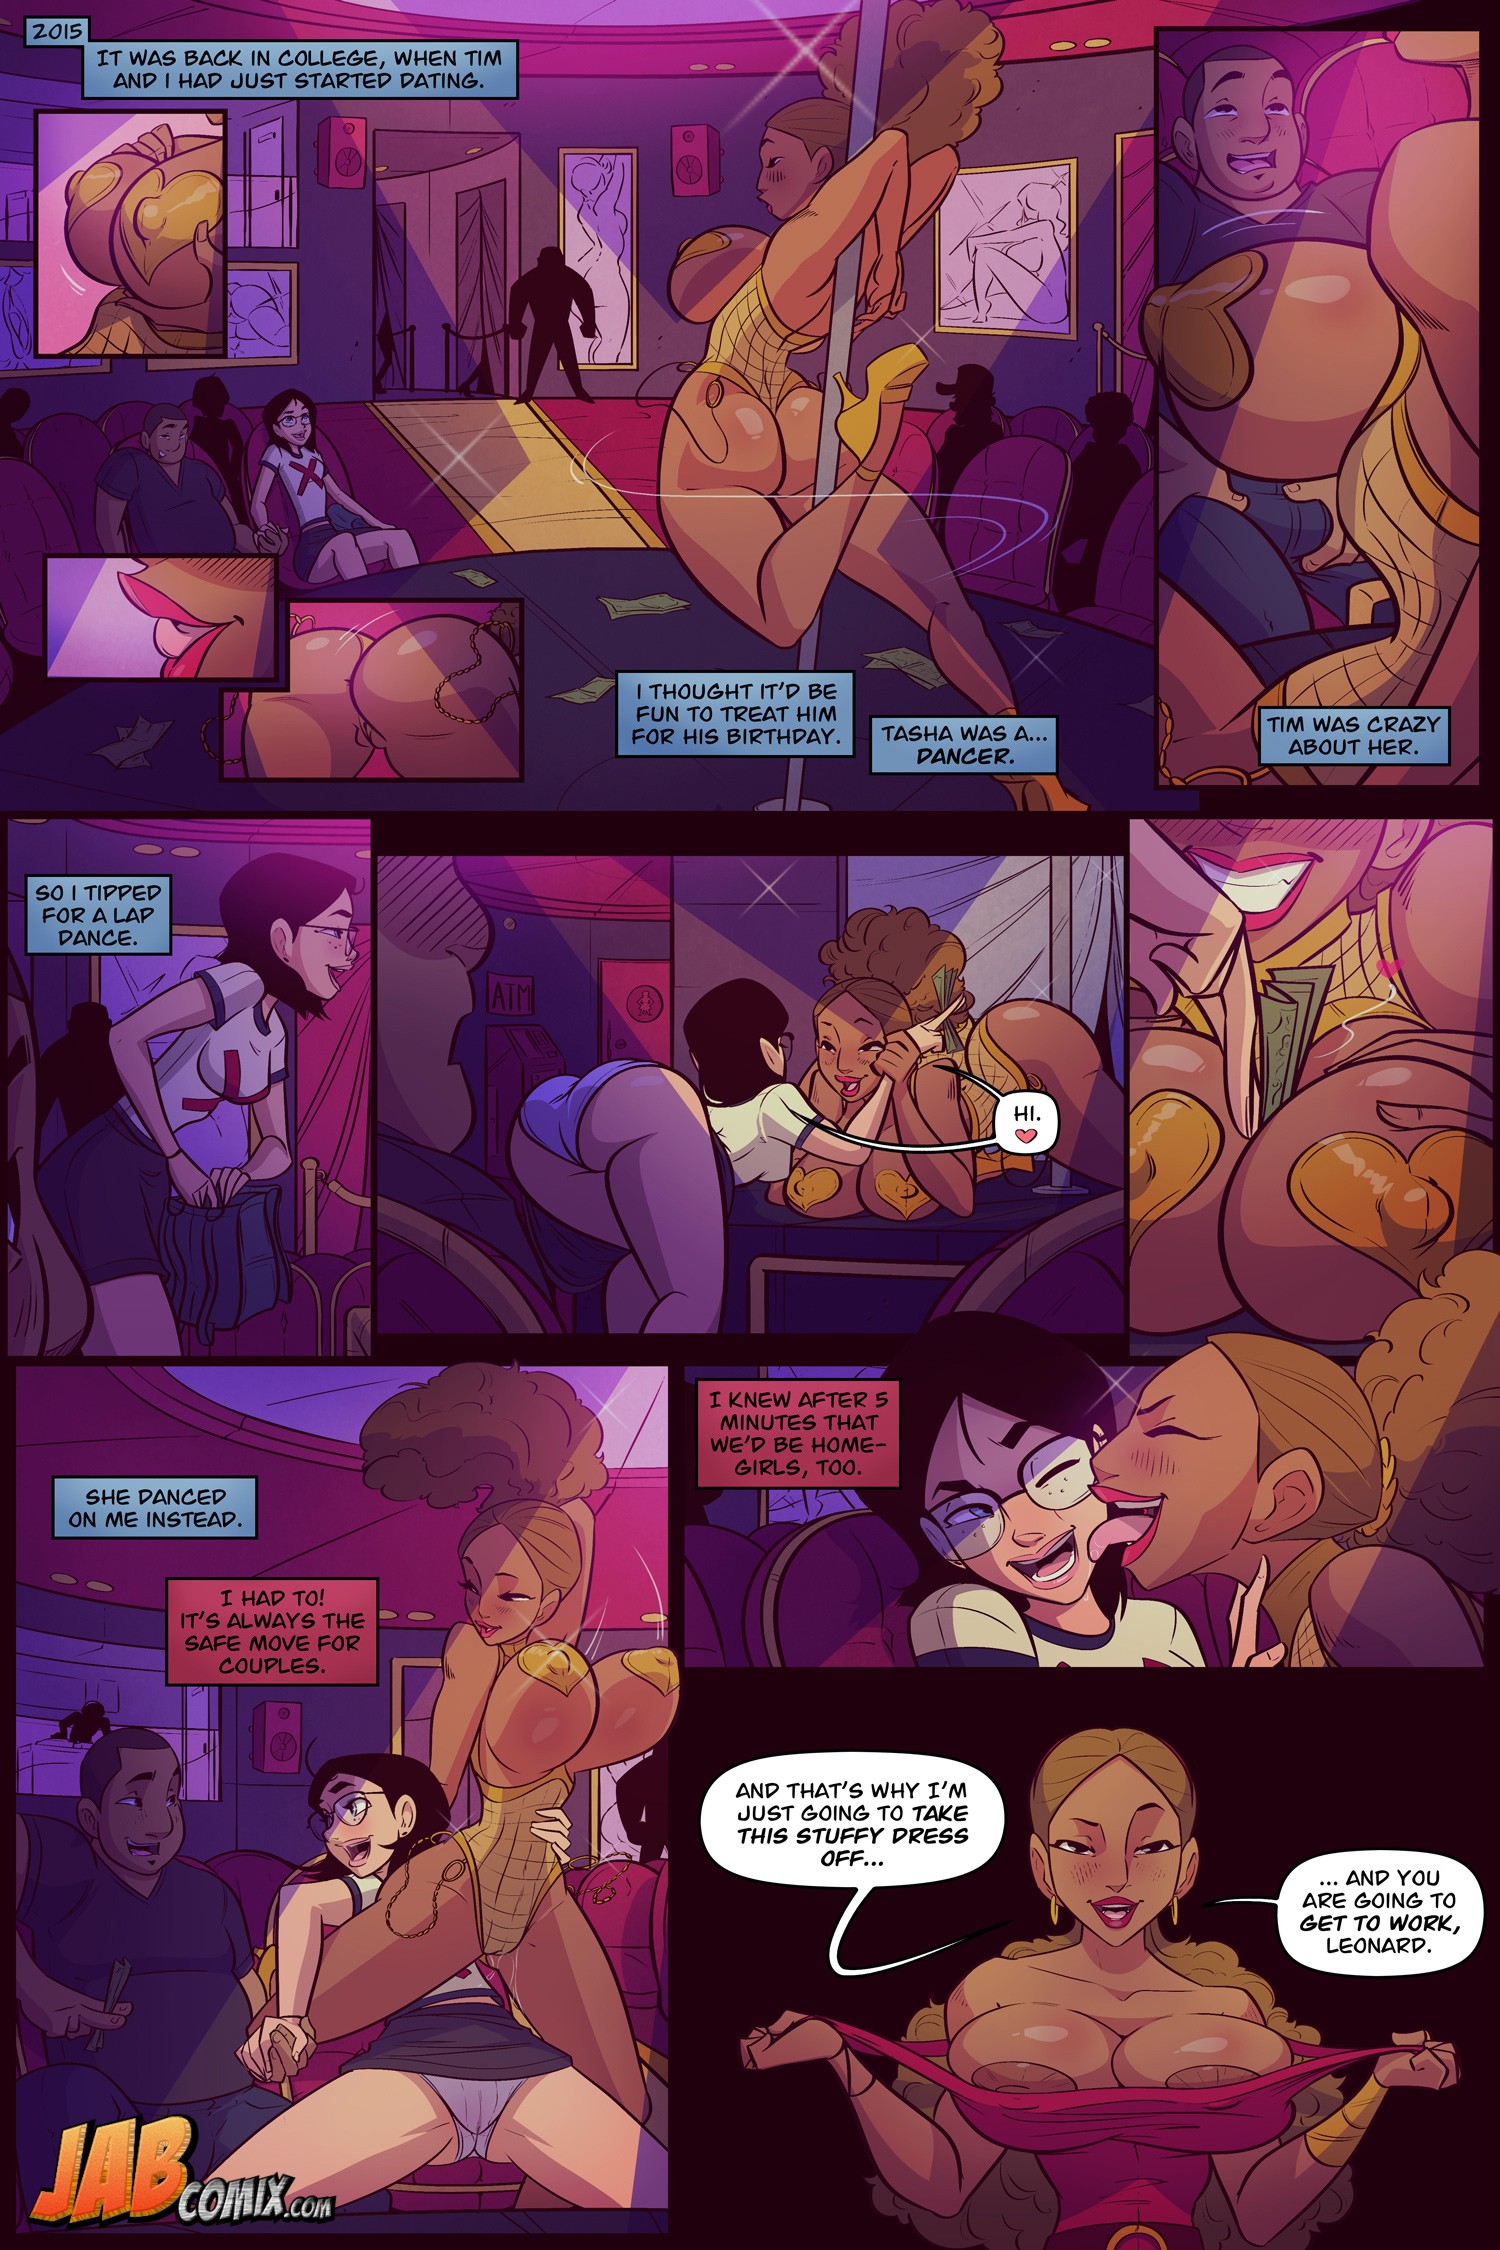 2015
IT WAS BACK IN COLLEGE, WHEN TIM
AND I HAD JUST STARTED DATING.
I THOUGHT IT'D BE
FUN TO TREAT HIM
FOR HIS BIRTHDAY.
TASHA WAS A...
DANCER.
TIM WAS CRAZY
ABOUT HER.
SO I TIPPED
FOR A LAP
DANCE.
ATM
HI.
SHE DANCED
ON ME INSTEAD.
I HAD TO!
IT'S ALWAYS THE
SAFE MOVE FOR
COUPLES.
I KNEW AFTER 5
MINUTES THAT
WE'D BE HOME-
GIRLS, TOO.
AND THAT'S WHY I'M
JUST GOING TO TAKE
THIS STUFFY DRESS
OFF...
... AND YOU
ARE GOING TO
GET TO WORK,
LEONARD.
JAB
COMIX.COM